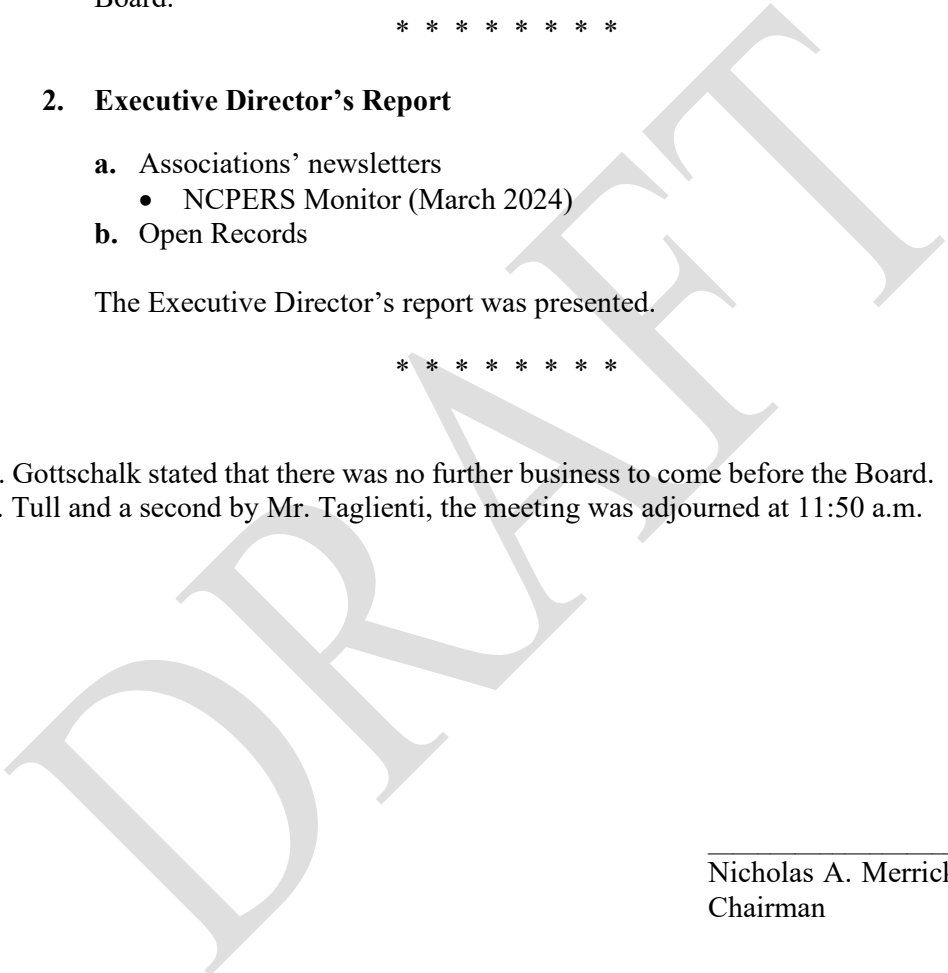 Board.
* * * * * * * *
2. Executive Director’s Report
a. Associations’ newsletters
• NCPERS Monitor (March 2024)
b. Open Records
The Executive Director’s report was presented.
* * * * * * * *
. Gottschalk stated that there was no further business to come before the Board.
. Tull and a second by Mr. Taglienti, the meeting was adjourned at 11:50 a.m.
DRAFT
Nicholas A. Merrick
Chairman